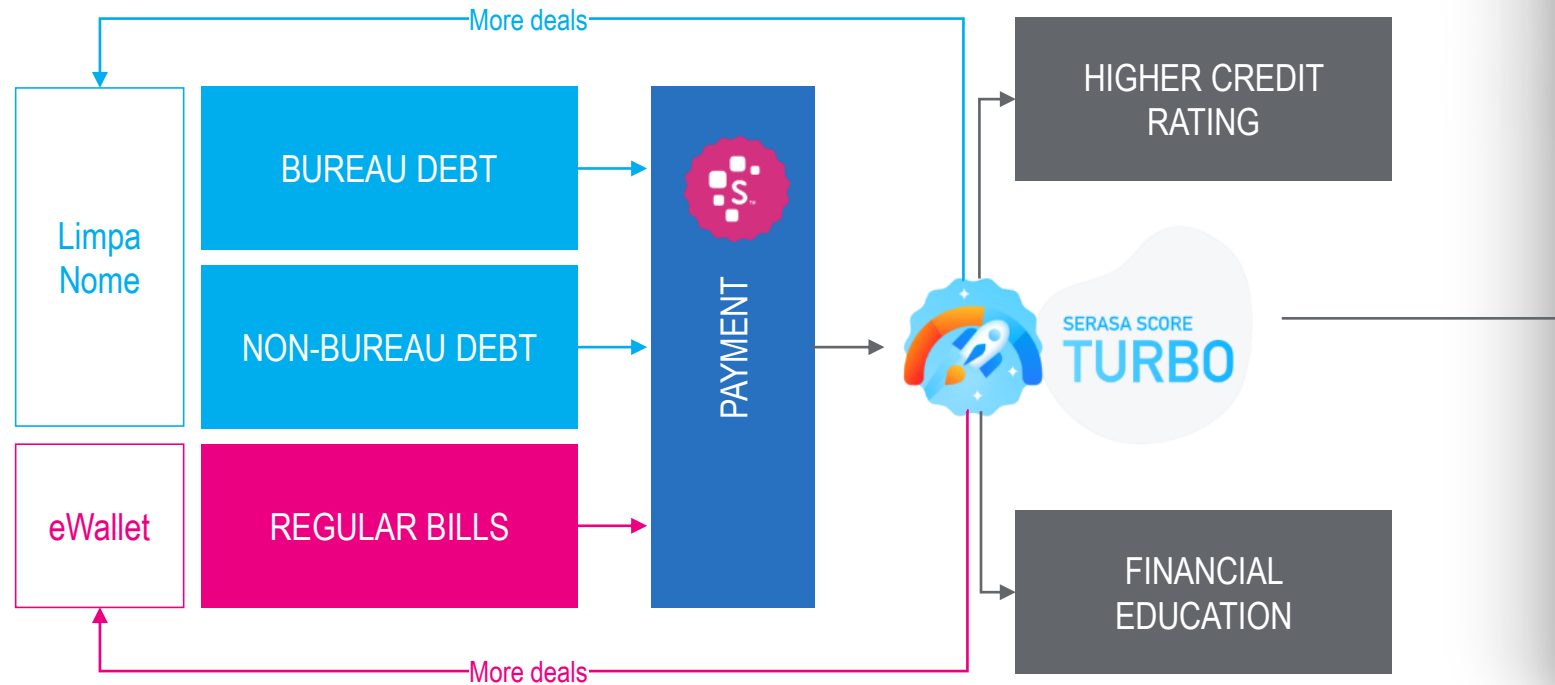 More deals
Limpa
Nome
BUREAU DEBT
NON-BUREAU DEBT
eWallet
REGULAR BILLS
S
PAYMENT
SERASA SCORE
TURBO
HIGHER CREDIT
RATING
FINANCIAL
EDUCATION
More deals